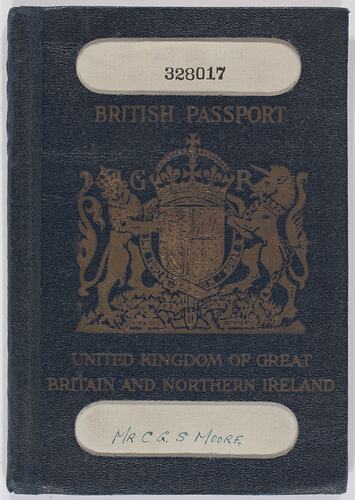 328017
BRITISH PASSPORT
G R
UNITED KINGDOM OF GREAT
BRITAIN AND NORTHERN IRELAND
MR C. G. S MOORE.